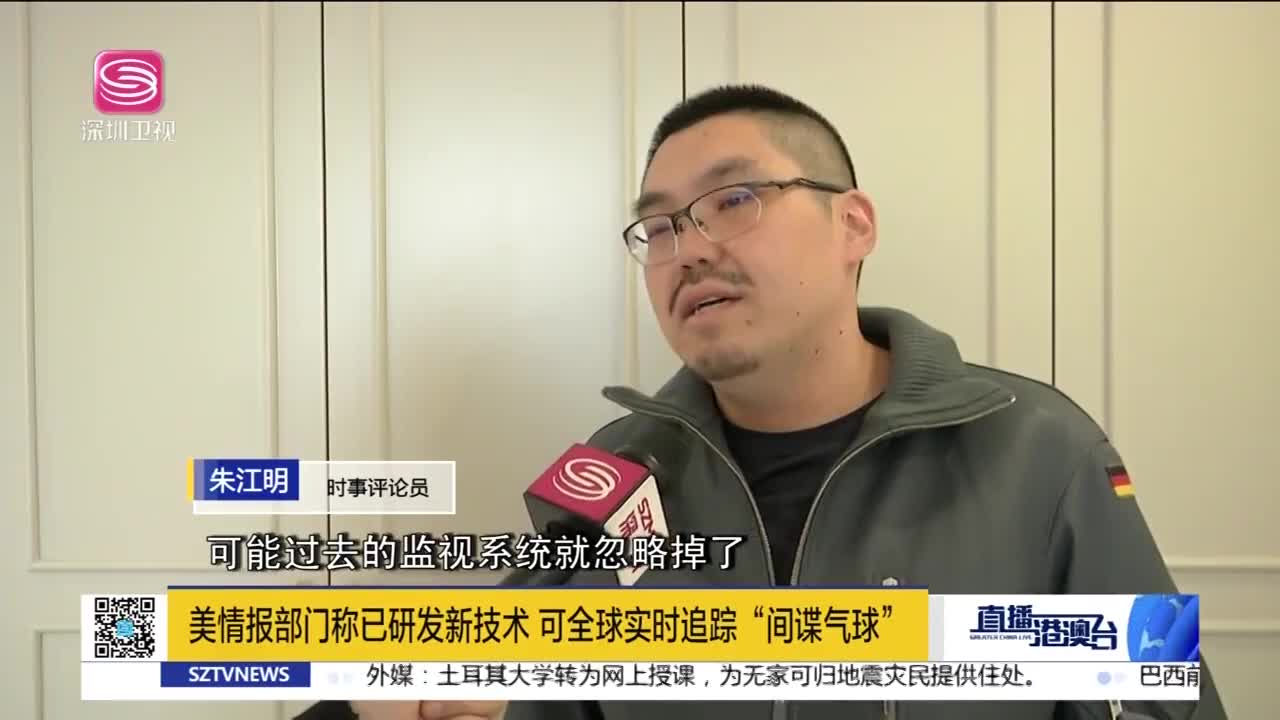 深圳卫视
朱江明
时事评论员
可能过去的监视系统就忽略掉了
美情报部门称已研发新技术 可全球实时追踪“间谍气球”
直播港澳台
GREATER CHINA LIVE
SZTVNEWS
外媒：土耳其大学转为网上授课，为无家可归地震灾民提供住处。
巴西前